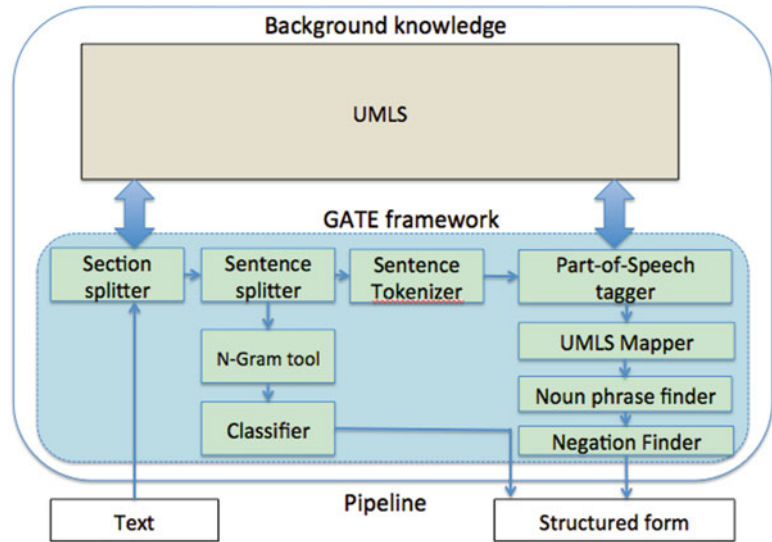 Background knowledge
UMLS
GATE framework
Section
splitter
Sentence
splitter
Sentence
Tokenizer
Part-of-Speech
tagger
N-Gram tool
UMLS Mapper
Classifier
Noun phrase finder
Negation Finder
Text
Pipeline
Structured form